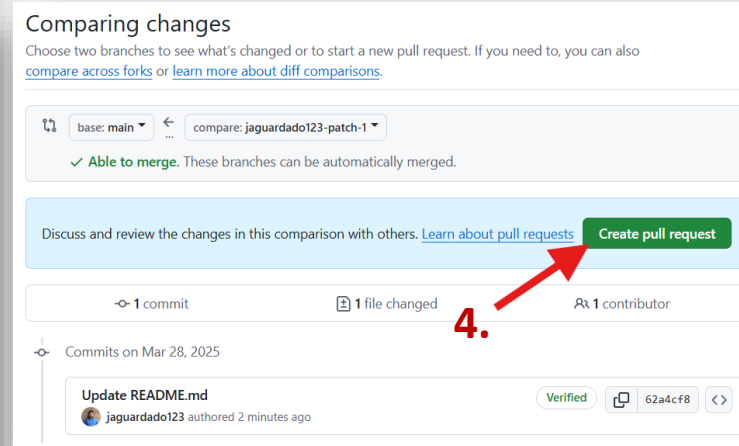 Comparing changes
Choose two branches to see what's changed or to start a new pull request. If you need to, you can also
compare across forks or learn more about diff comparisons.
base: main ... compare: jaguardado123-patch-1
Able to merge. These branches can be automatically merged.
Discuss and review the changes in this comparison with others. Learn about pull requests Create pull request
1 commit 1 file changed 1 contributor
4.
Commits on Mar 28, 2025
Update README.md
jaguardado123 authored 2 minutes ago
Verified 62a4cf8